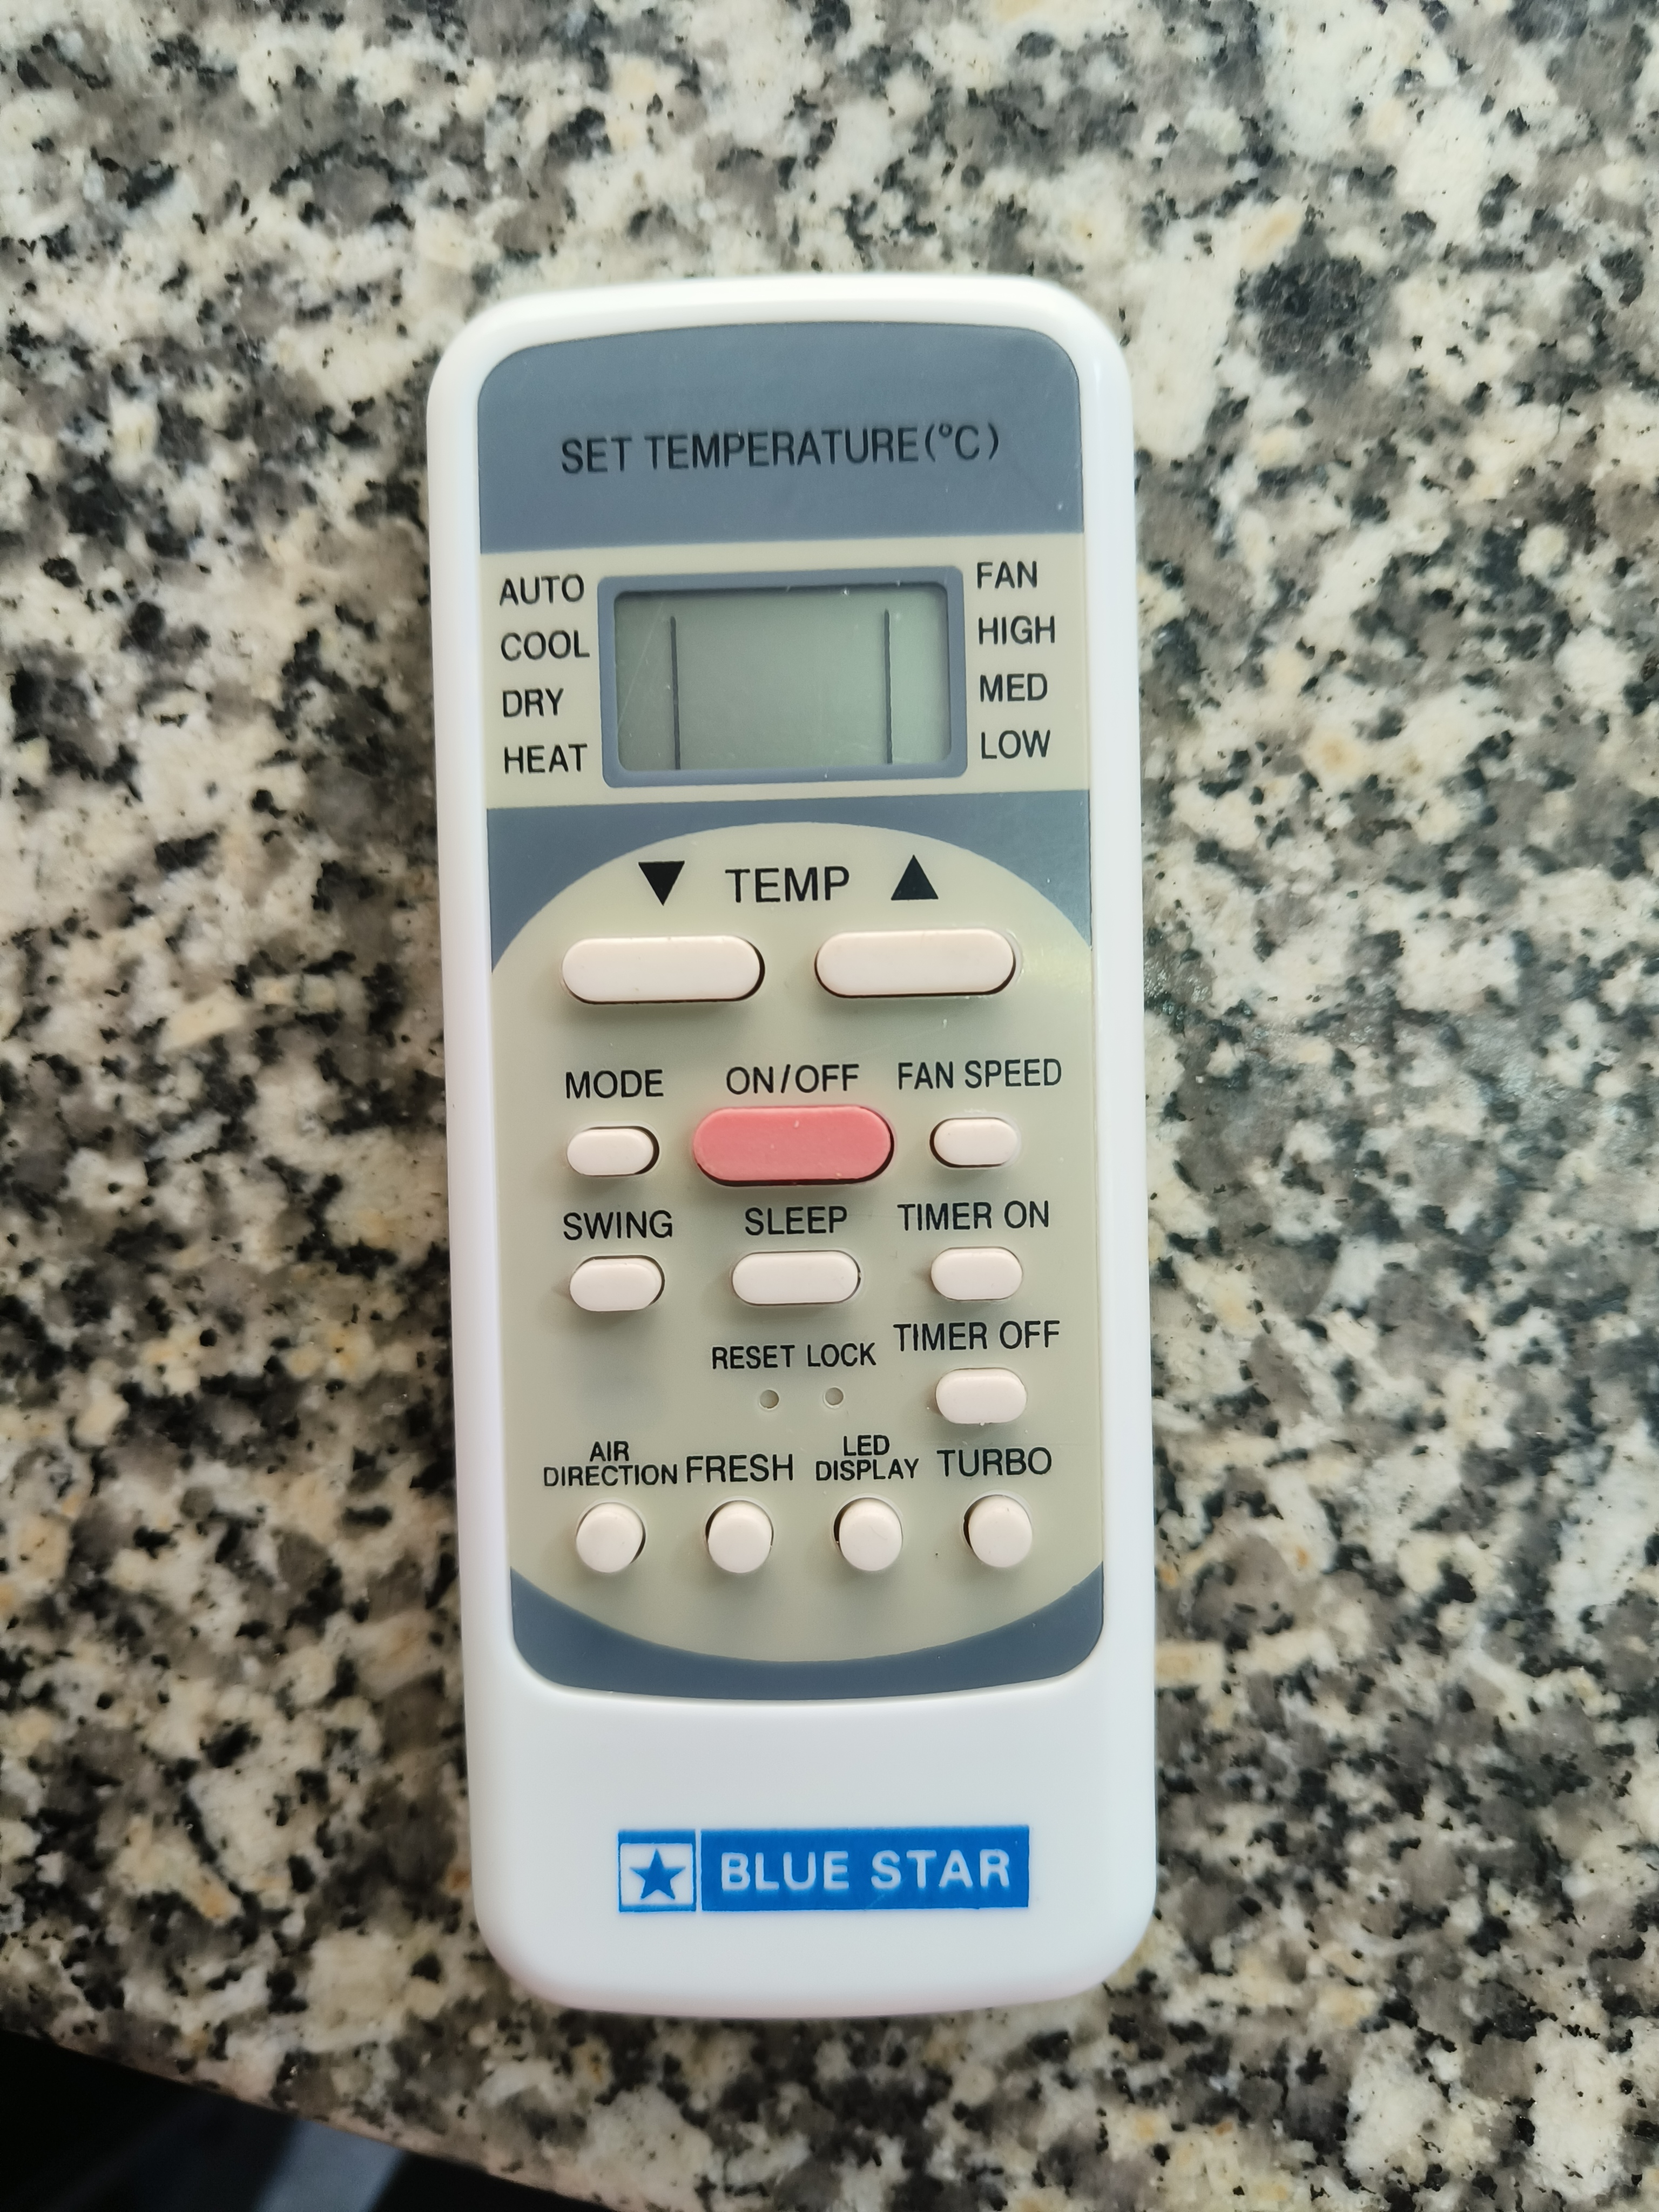 SET TEMPERATURE(°C)
AUTO
COOL
DRY
HEAT
FAN
HIGH
MED
LOW
▼ TEMP ▲
MODE ON/OFF FAN SPEED
SWING SLEEP TIMER ON
RESET LOCK TIMER OFF
AIR DIRECTION FRESH LED DISPLAY TURBO
BLUE STAR